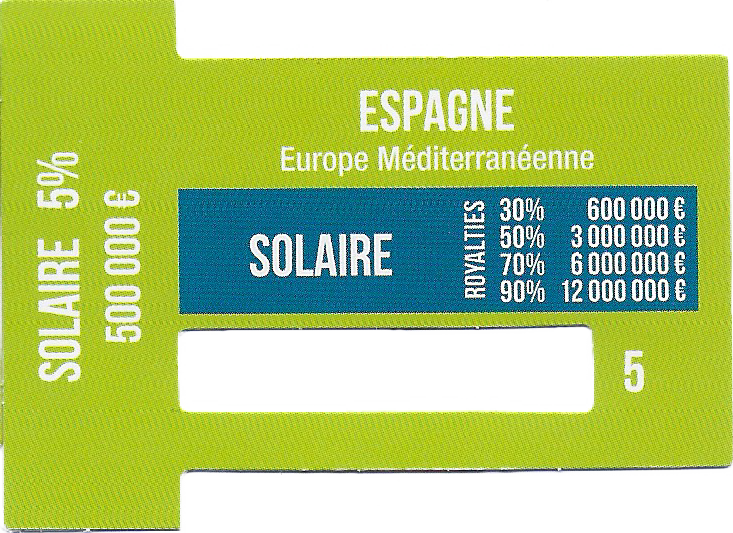 SOLAIRE 5%
500 000 €
ESPAGNE
Europe Méditerranéenne
SOLAIRE
ROYALTIES
30% 600 000 €
50% 3 000 000 €
70% 6 000 000 €
90% 12 000 000 €
5